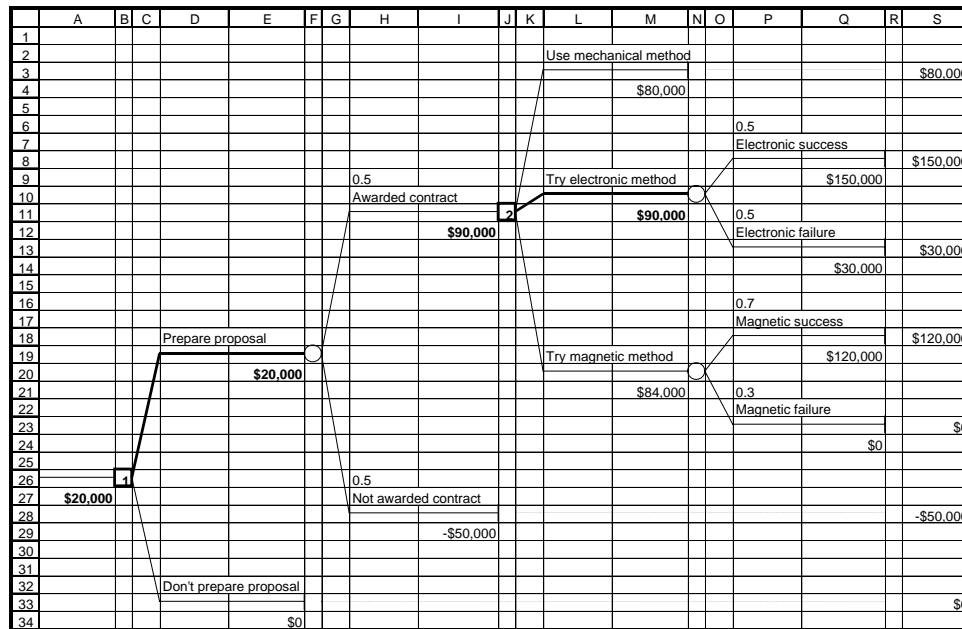 A B C D E F G H I J K L M N O P Q R S
1
2 Use mechanical method
3 $80,000
4 $80,000
5
6 0.5
7 Electronic success
8 $150,000
9 0.5 Try electronic method $150,000
10 Awarded contract
11 2 $90,000 0.5
12 $90,000 Electronic failure
13 $30,000
14 $30,000
15
16 0.7
17 Magnetic success
18 Prepare proposal $120,000
19 Try magnetic method $120,000
20 $20,000
21 $84,000 0.3
22 Magnetic failure
23 $0
24 $0
25
26 1 0.5
27 $20,000 Not awarded contract
28 -$50,000
29 -$50,000
30
31
32 Don't prepare proposal
33 $0
34 $0